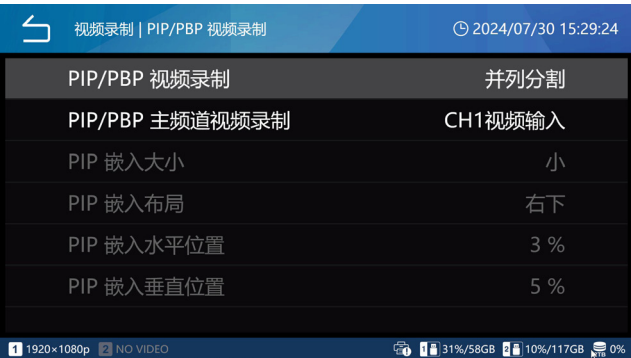 视频录制 | PIP/PBP 视频录制 2024/07/30 15:29:24
PIP/PBP 视频录制 并列分割
PIP/PBP 主频道视频录制 CH1视频输入
PIP 嵌入大小 小
PIP 嵌入布局 右下
PIP 嵌入水平位置 3 %
PIP 嵌入垂直位置 5 %
1 1920×1080p 2 NO VIDEO 1 31%/58GB 2 10%/117GB 0%